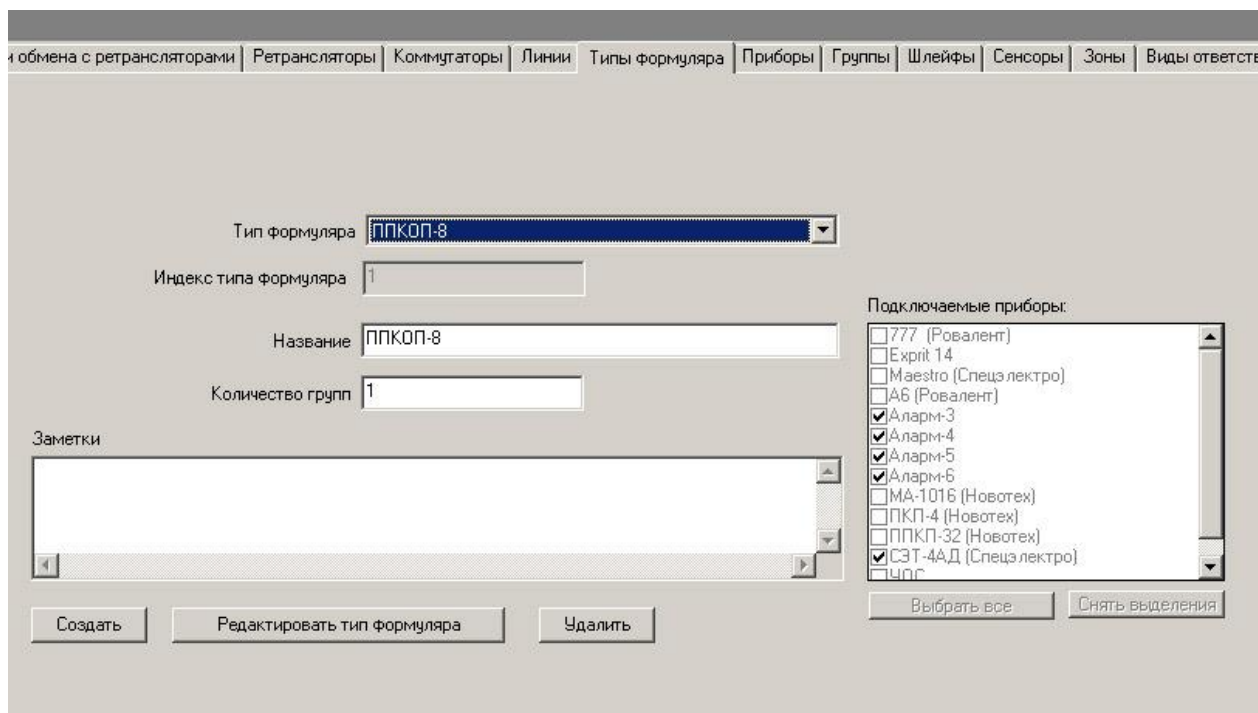 и обмена с ретрансляторами Ретрансляторы Коммутаторы Линии Типы формуляра Приборы Группы Шлейфы Сенсоры Зоны Виды ответств
Тип формуляра ППКОП-8
Индекс типа формуляра 1
Название ППКОП-8
Количество групп 1
Заметки
Подключаемые приборы:
777 (Ровалент)
Exprit 14
Maestro (Спецэлектро)
А6 (Ровалент)
Аларм-3
Аларм-4
Аларм-5
Аларм-6
МА-1016 (Новотех)
ПКП-4 (Новотех)
ППКП-32 (Новотех)
СЭТ-4АД (Спецэлектро)
Выбрать все Снять выделения
Создать Редактировать тип формуляра Удалить